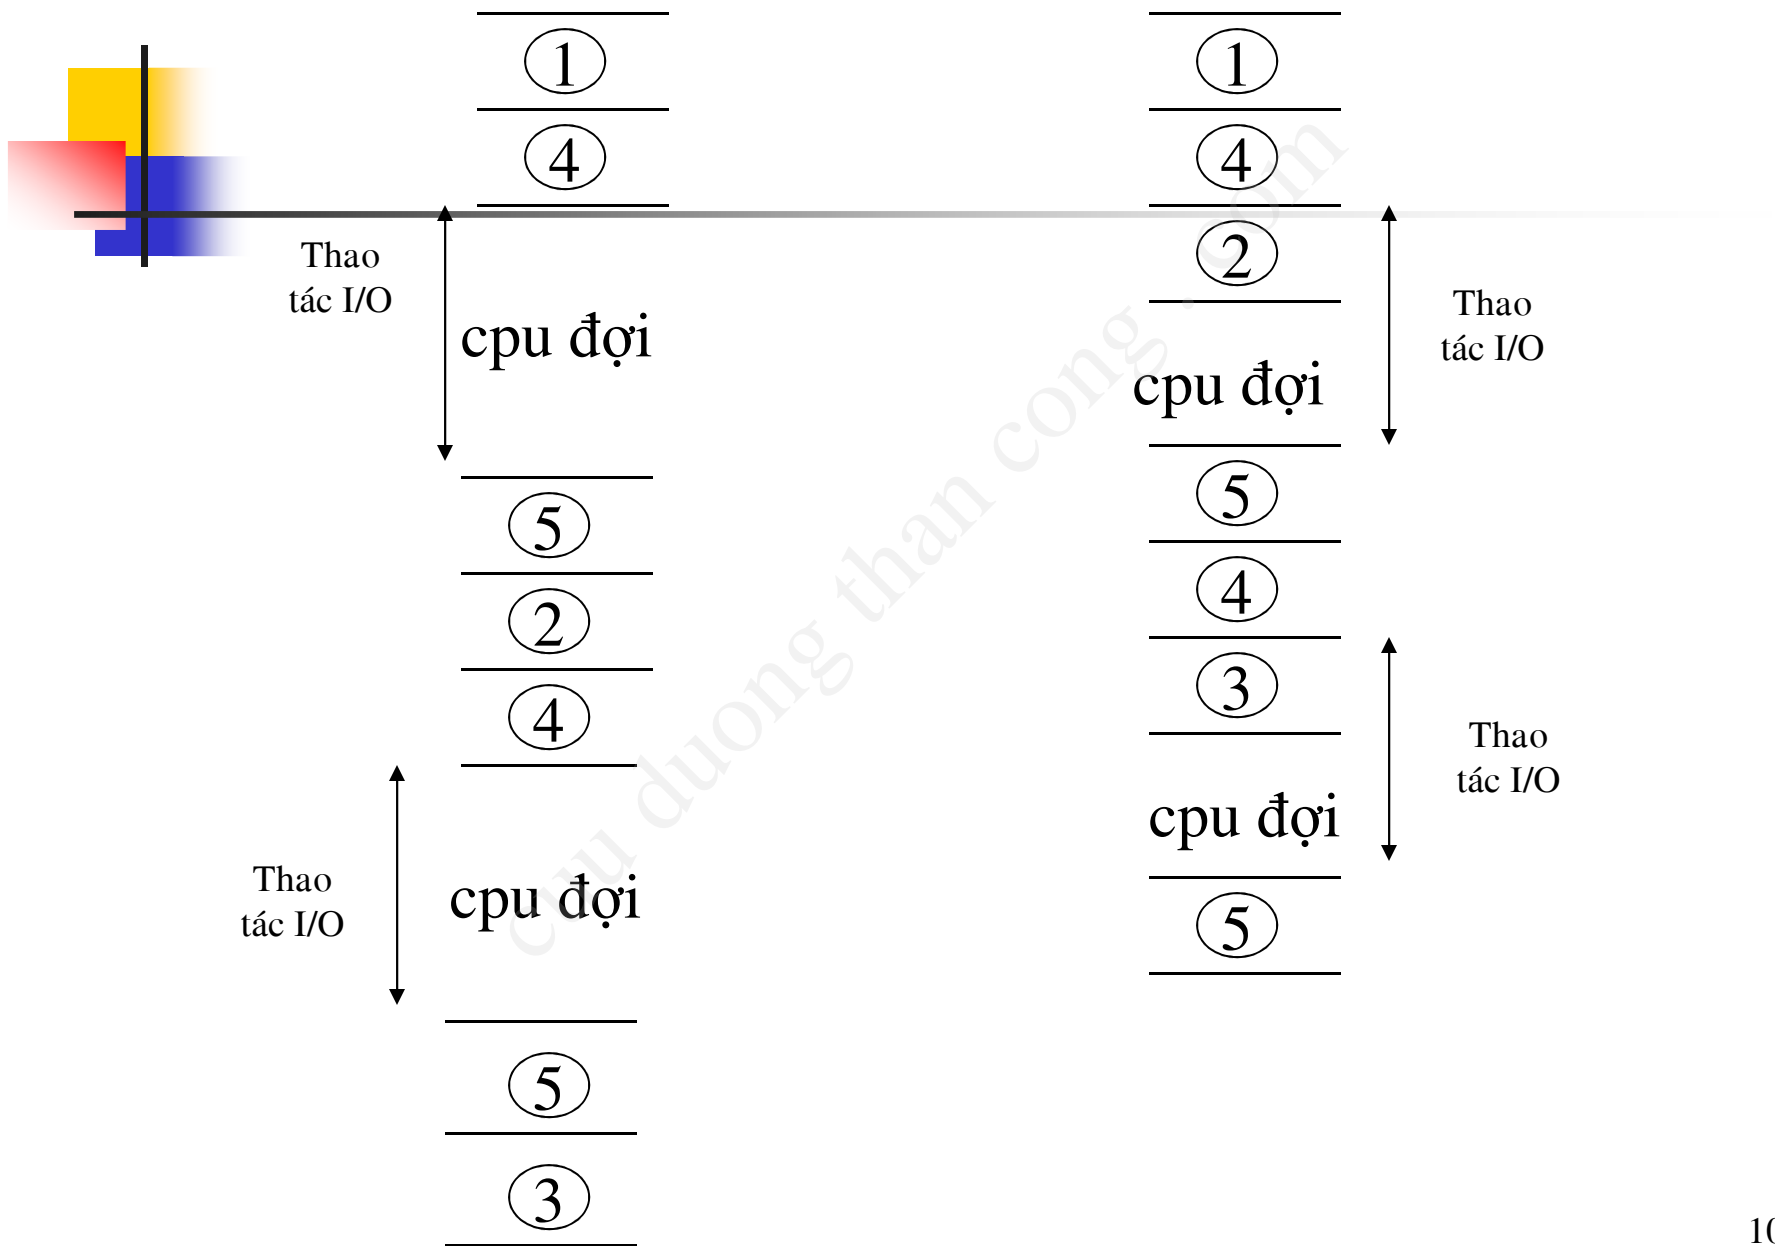 1
4
Thao
tác I/O
cpu đợi
5
2
4
Thao
tác I/O
cpu đợi
5
3
1
4
2
Thao
tác I/O
cpu đợi
5
4
3
Thao
tác I/O
cpu đợi
5
cuu duong than cong . com
10